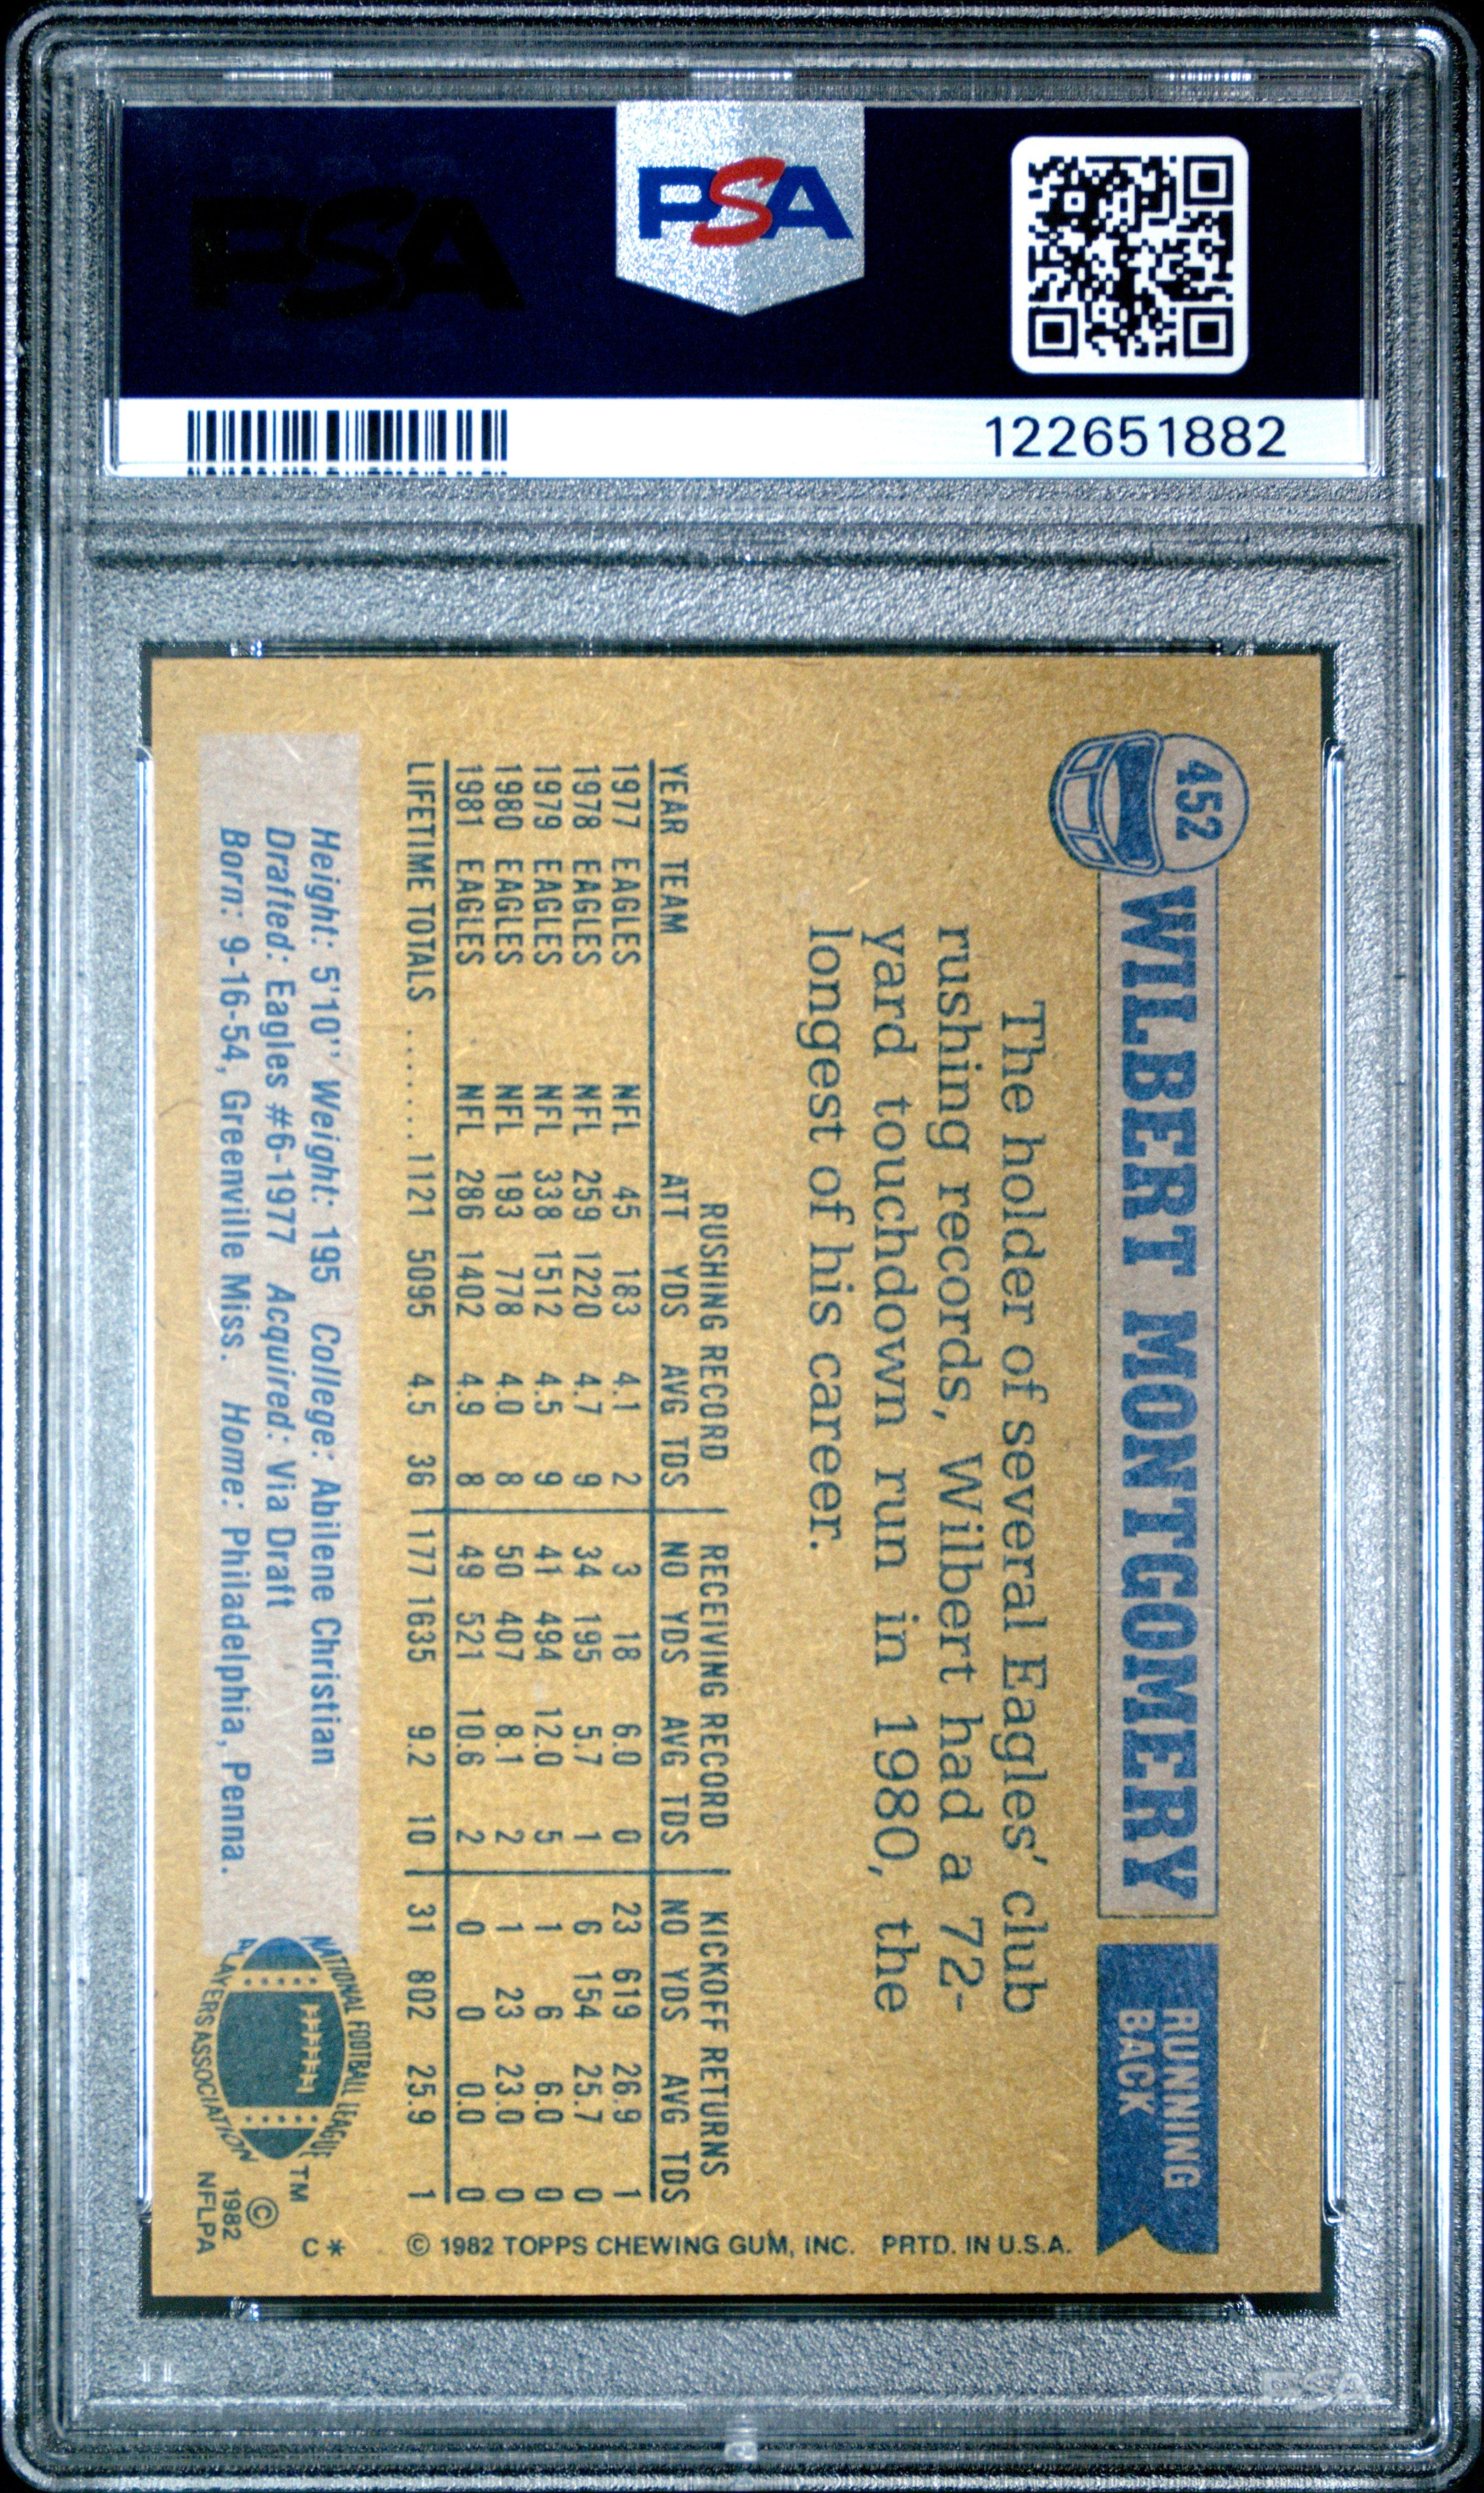 PSA
PSA
122651882
452
WILBERT MONTGOMERY
RUNNING
BACK
The holder of several Eagles' club
rushing records, Wilbert had a 72-
yard touchdown run in 1980, the
longest of his career.
RUSHING RECORD RECEIVING RECORD KICKOFF RETURNS
YEAR TEAM ATT YDS AVG TDS NO YDS AVG TDS NO YDS AVG TDS
1977 EAGLES NFL 45 183 4.1 2 3 18 6.0 0 23 619 26.9 1
1978 EAGLES NFL 259 1220 4.7 9 34 195 5.7 1 6 154 25.7 0
1979 EAGLES NFL 338 1512 4.5 9 41 494 12.0 5 1 6 6.0 0
1980 EAGLES NFL 193 778 4.0 8 50 407 8.1 2 1 23 23.0 0
1981 EAGLES NFL 286 1402 4.9 8 49 521 10.6 2 0 0 0.0 0
LIFETIME TOTALS .......1121 5095 4.5 36 177 1635 9.2 10 31 802 25.9 1
Height: 5'10" Weight: 195 College: Abilene Christian
Drafted: Eagles #6-1977 Acquired: Via Draft
Born: 9-16-54, Greenville Miss. Home: Philadelphia, Penna.
NATIONAL FOOTBALL LEAGUE
PLAYERS ASSOCIATION
TM
©
1982
NFLPA
C*
© 1982 TOPPS CHEWING GUM, INC. PRTD. IN U.S.A.
PSA